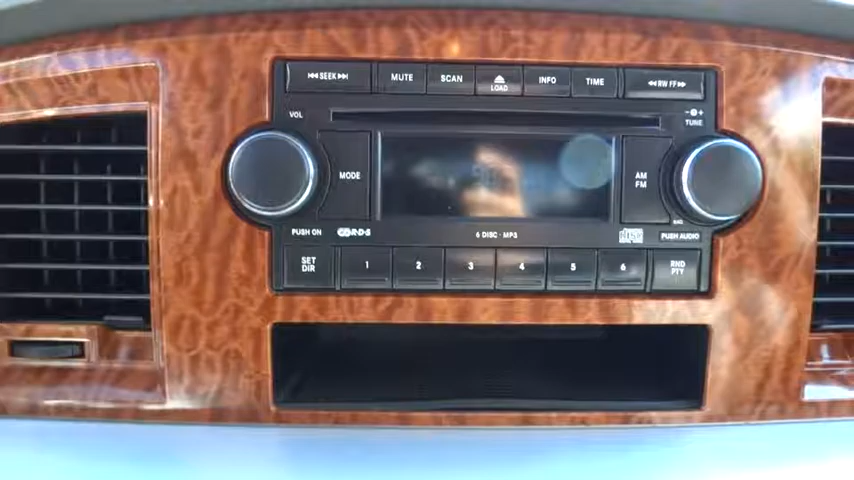 ⏮ SEEK ⏭ MUTE SCAN LOAD INFO TIME ◀◀ RW FF ▶▶
VOL - + TUNE
MODE AM FM
PUSH ON R·D·S 6 DISC · MP3 DISC PUSH AUDIO
SET DIR 1 2 3 4 5 6 RND PTY